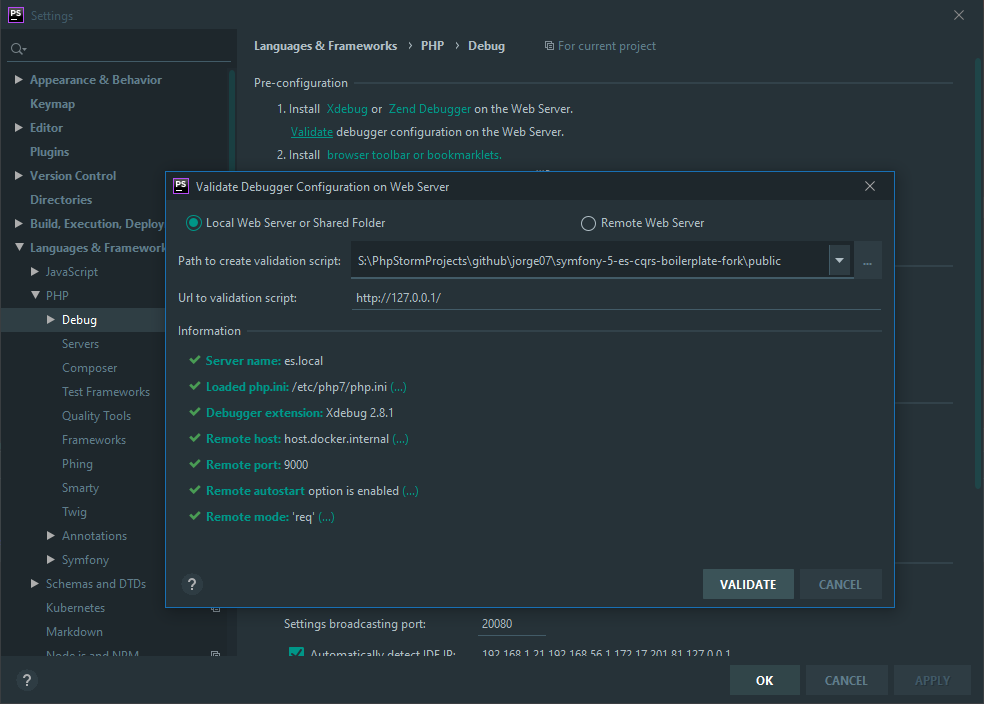 PS Settings
Languages & Frameworks › PHP › Debug For current project
Appearance & Behavior
Keymap
Editor
Plugins
Version Control
Directories
Build, Execution, Deploy
Languages & Framework
JavaScript
PHP
Debug
Servers
Composer
Test Frameworks
Quality Tools
Frameworks
Phing
Smarty
Twig
Annotations
Symfony
Schemas and DTDs
Kubernetes
Markdown
Node.js and NPM
Pre-configuration
1. Install Xdebug or Zend Debugger on the Web Server.
Validate debugger configuration on the Web Server.
2. Install browser toolbar or bookmarklets.
PS Validate Debugger Configuration on Web Server
Local Web Server or Shared Folder Remote Web Server
Path to create validation script: S:\PhpStormProjects\github\jorge07\symfony-5-es-cqrs-boilerplate-fork\public ...
Url to validation script: http://127.0.0.1/
Information
Server name: es.local
Loaded php.ini: /etc/php7/php.ini (...)
Debugger extension: Xdebug 2.8.1
Remote host: host.docker.internal (...)
Remote port: 9000
Remote autostart option is enabled (...)
Remote mode: 'req' (...)
? VALIDATE CANCEL
Settings broadcasting port: 20080
Automatically detect IDE IP: 192.168.1.21,192.168.56.1,172.17.201.81,127.0.0.1
? OK CANCEL APPLY